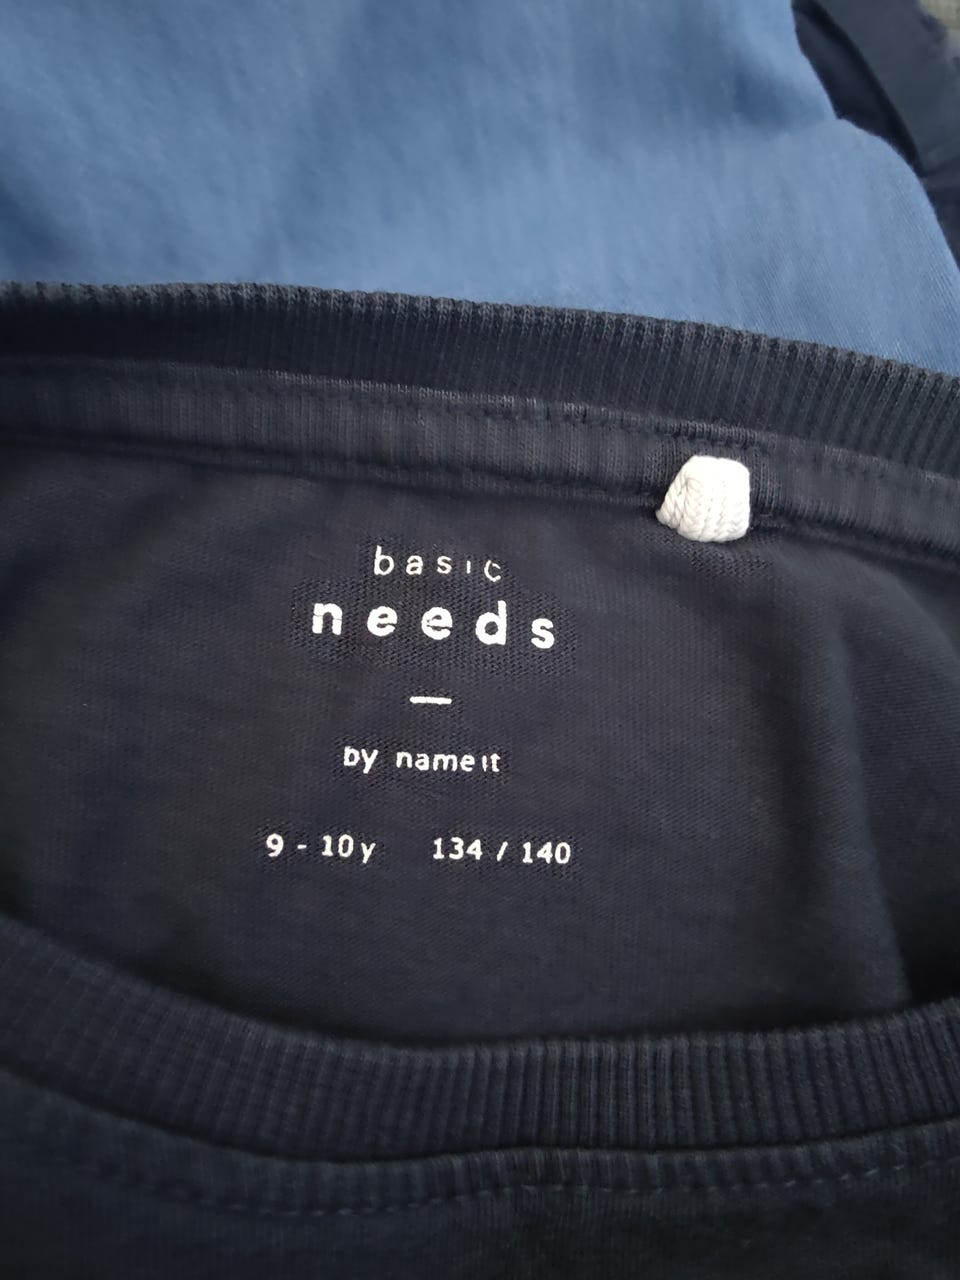 basic
needs
—
by name it
9 - 10y 134 / 140